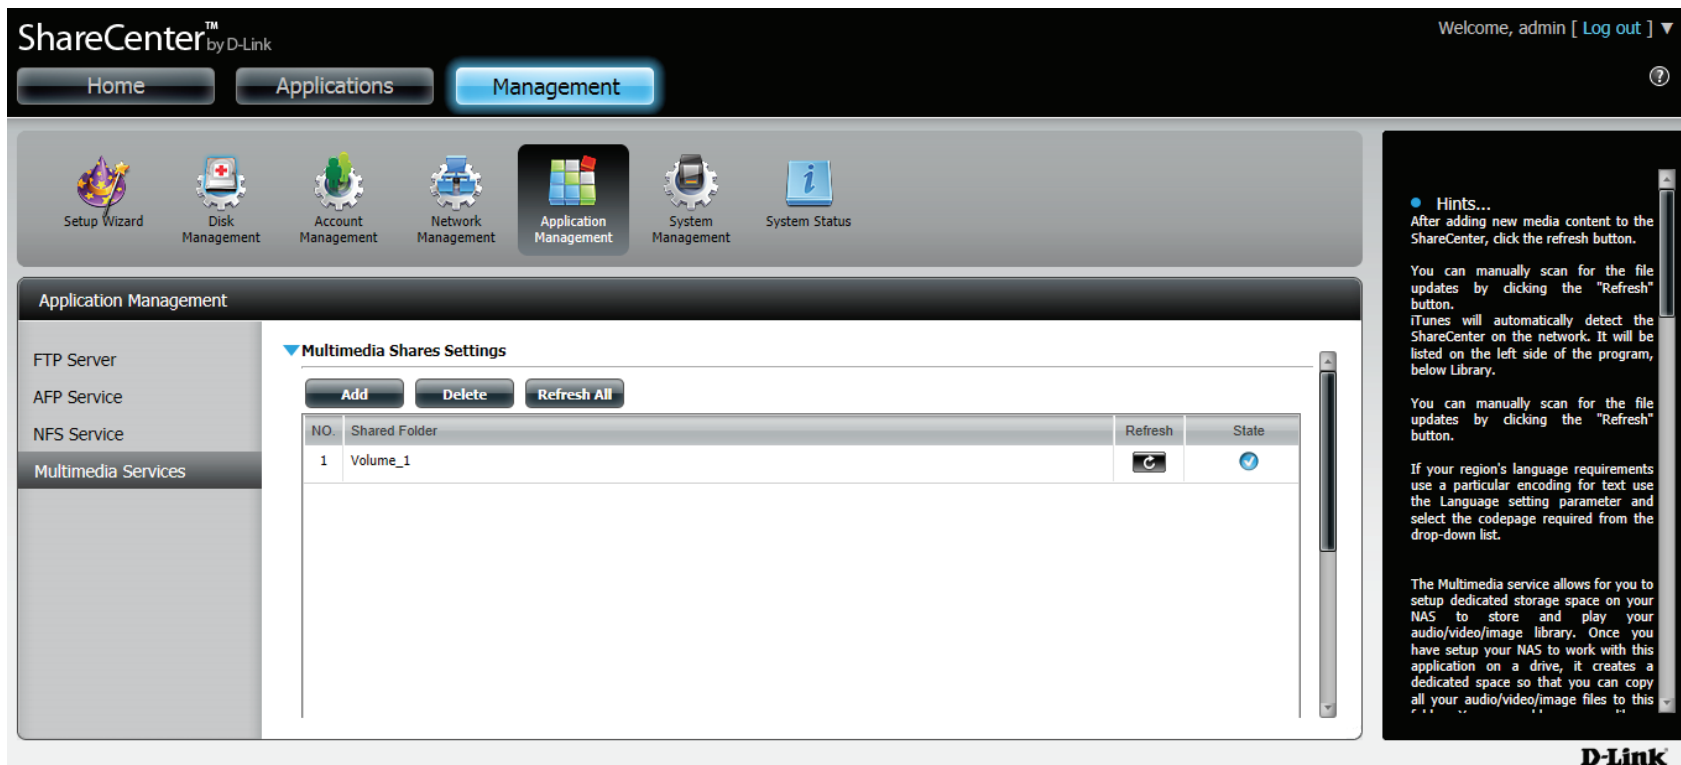 ShareCenter™ by D-Link
Welcome, admin [ Log out ] ▼
Home
Applications
Management
?
Setup Wizard
Disk
Management
Account
Management
Network
Management
Application
Management
System
Management
System Status
Application Management
FTP Server
AFP Service
NFS Service
Multimedia Services
Multimedia Shares Settings
Add
Delete
Refresh All
NO. Shared Folder Refresh State
1 Volume_1
Hints...
After adding new media content to the
ShareCenter, click the refresh button.
You can manually scan for the file
updates by clicking the "Refresh"
button.
iTunes will automatically detect the
ShareCenter on the network. It will be
listed on the left side of the program,
below Library.
You can manually scan for the file
updates by clicking the "Refresh"
button.
If your region's language requirements
use a particular encoding for text use
the Language setting parameter and
select the codepage required from the
drop-down list.
The Multimedia service allows for you to
setup dedicated storage space on your
NAS to store and play your
audio/video/image library. Once you
have setup your NAS to work with this
application on a drive, it creates a
dedicated space so that you can copy
all your audio/video/image files to this
D-Link